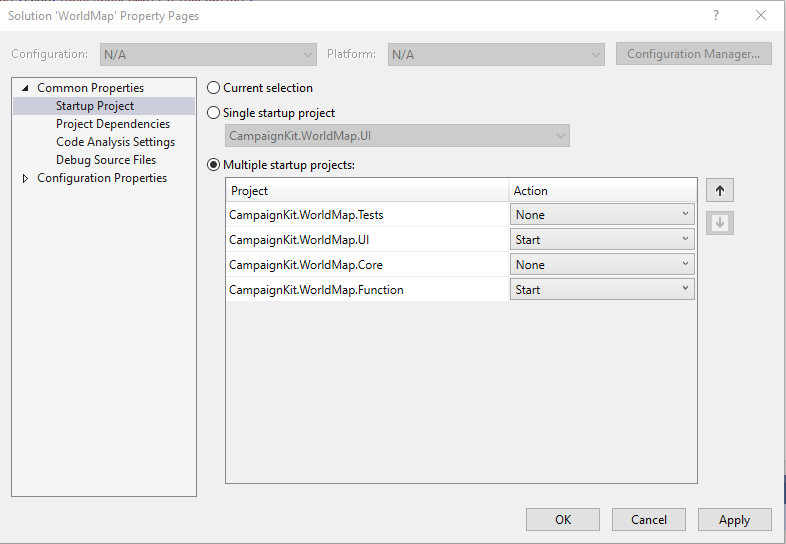 Solution 'WorldMap' Property Pages
?
Configuration: N/A Platform: N/A Configuration Manager...
Common Properties
Startup Project
Project Dependencies
Code Analysis Settings
Debug Source Files
Configuration Properties
Current selection
Single startup project
CampaignKit.WorldMap.UI
Multiple startup projects:
Project Action
CampaignKit.WorldMap.Tests None
CampaignKit.WorldMap.UI Start
CampaignKit.WorldMap.Core None
CampaignKit.WorldMap.Function Start
OK Cancel Apply